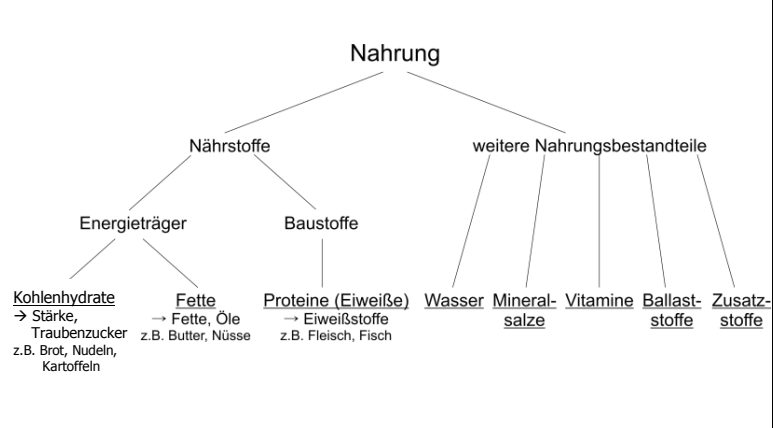 Nahrung
Nährstoffe
weitere Nahrungsbestandteile
Energieträger
Baustoffe
Kohlenhydrate
→ Stärke,
Traubenzucker
z.B. Brot, Nudeln,
Kartoffeln
Fette
→ Fette, Öle
z.B. Butter, Nüsse
Proteine (Eiweiße)
→ Eiweißstoffe
z.B. Fleisch, Fisch
Wasser
Mineral-
salze
Vitamine
Ballast-
stoffe
Zusatz-
stoffe